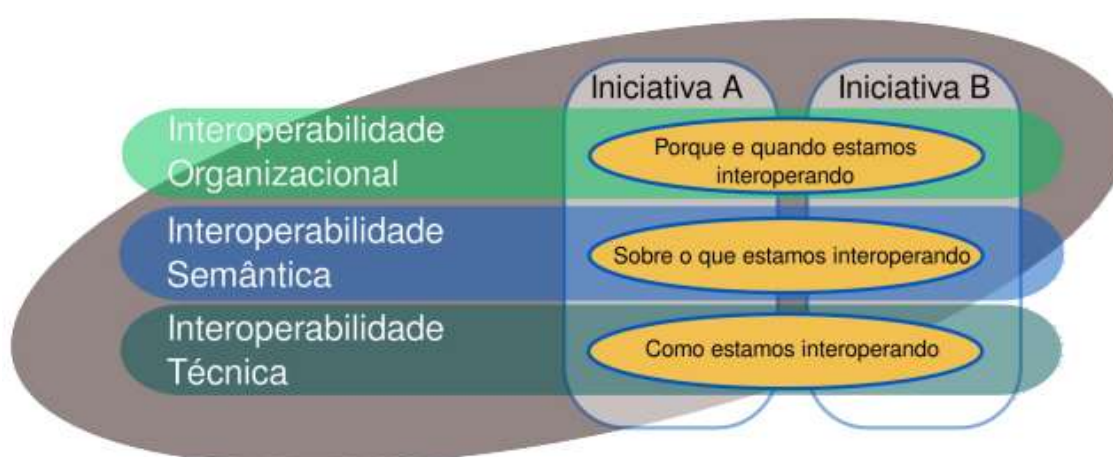 Iniciativa A
Iniciativa B
Interoperabilidade
Organizacional
Porque e quando estamos
interoperando
Interoperabilidade
Semântica
Sobre o que estamos interoperando
Interoperabilidade
Técnica
Como estamos interoperando